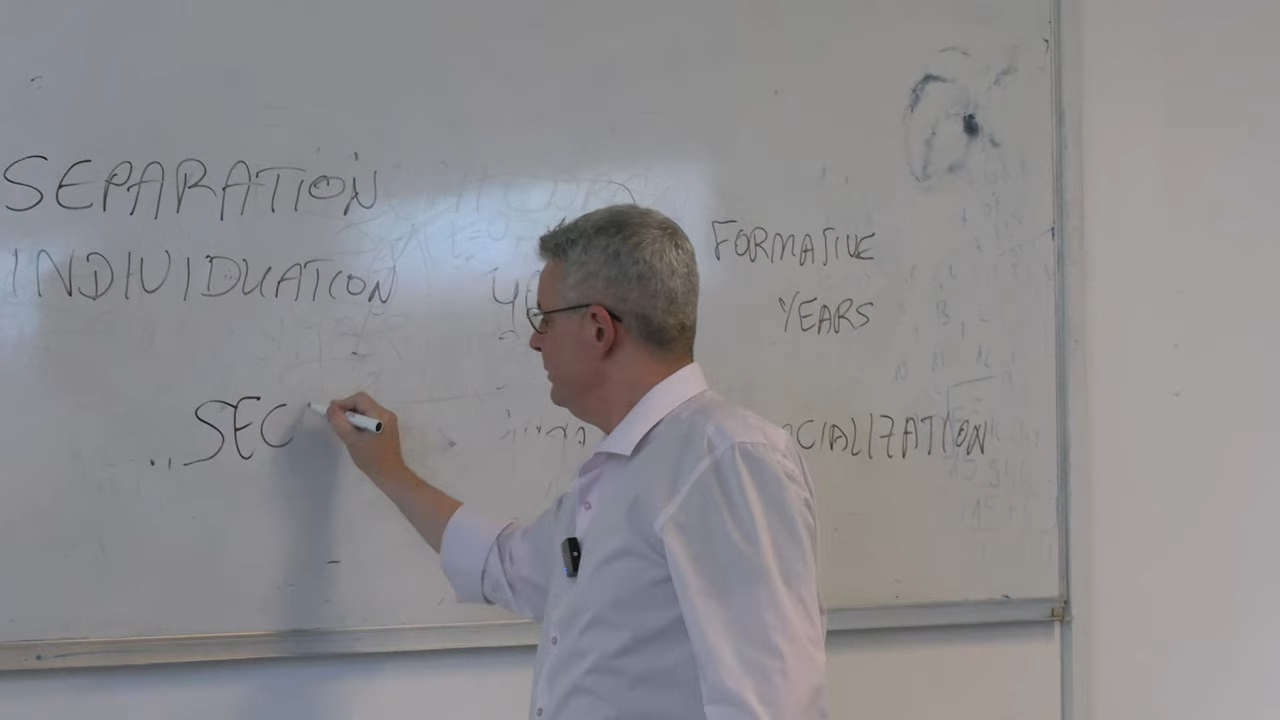 SEPARATION
INDIVIDUATION
FORMATIVE
YEARS
SEC
CIALIZATION